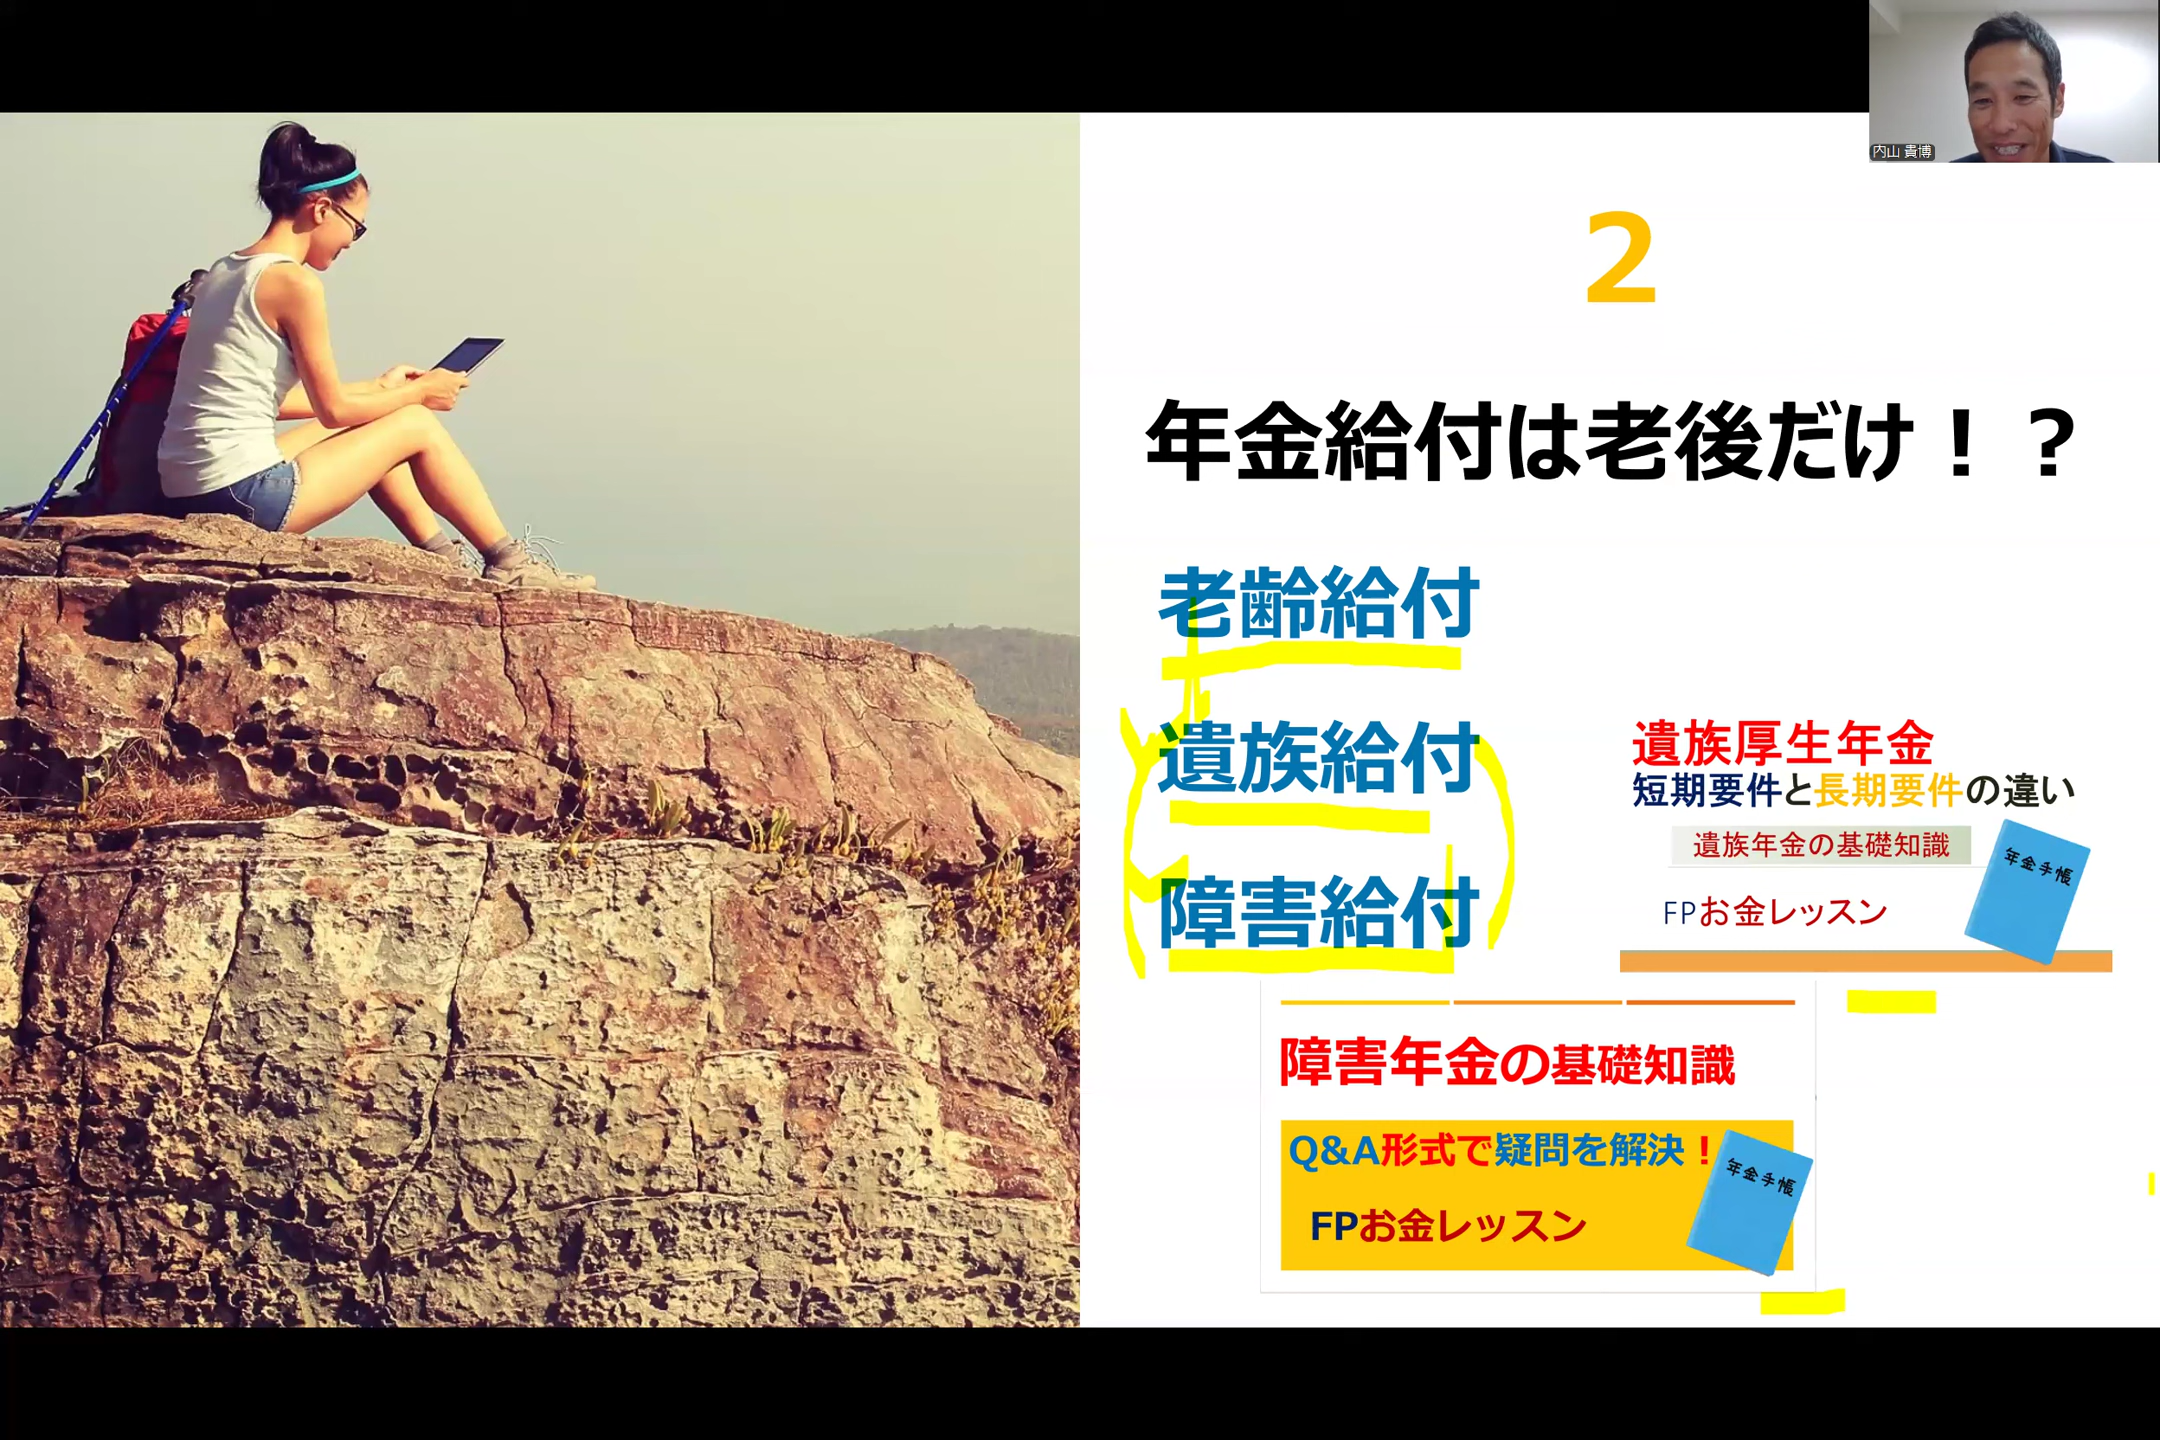 内山 貴博
2
年金給付は老後だけ！？
老齢給付
遺族給付
障害給付
遺族厚生年金
短期要件と長期要件の違い
遺族年金の基礎知識
FPお金レッスン
年金手帳
障害年金の基礎知識
Q&A形式で疑問を解決！
FPお金レッスン
年金手帳